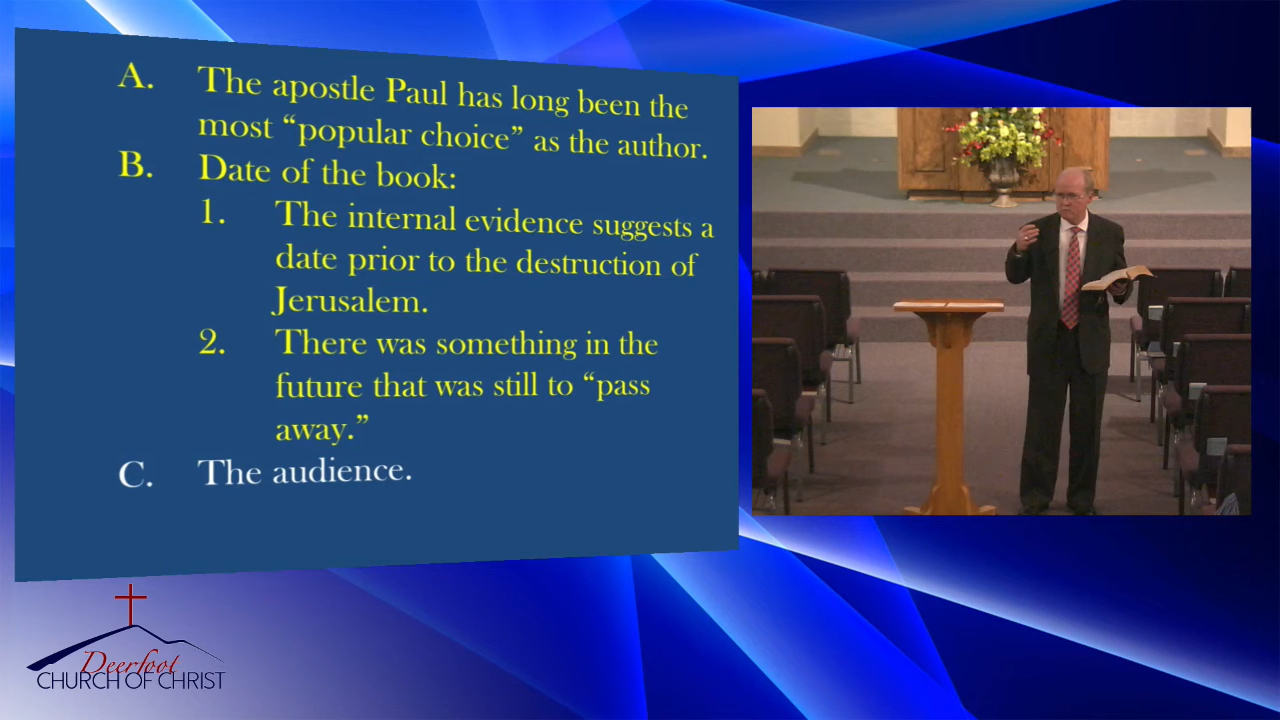 A. The apostle Paul has long been the
most “popular choice” as the author.
B. Date of the book:
1. The internal evidence suggests a
date prior to the destruction of
Jerusalem.
2. There was something in the
future that was still to “pass
away.”
C. The audience.
Deerfoot
CHURCH OF CHRIST